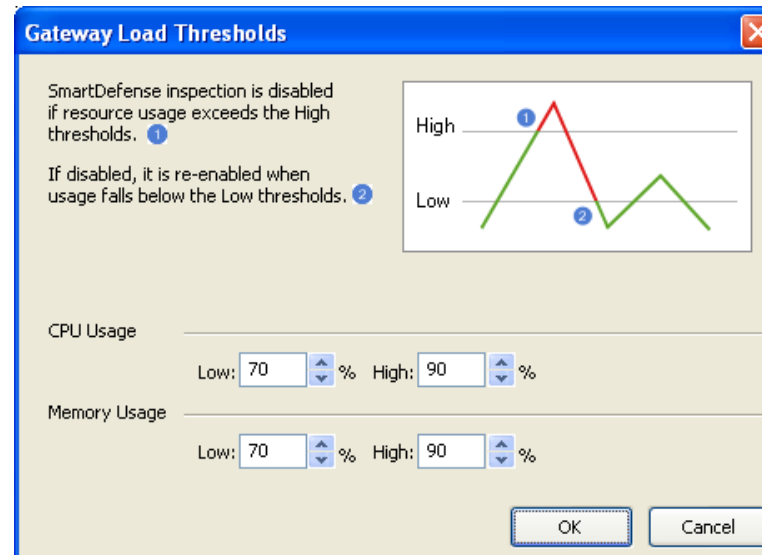 Gateway Load Thresholds
SmartDefense inspection is disabled
if resource usage exceeds the High
thresholds. 1
If disabled, it is re-enabled when
usage falls below the Low thresholds. 2
High
1
Low
2
CPU Usage
Low: 70 % High: 90 %
Memory Usage
Low: 70 % High: 90 %
OK Cancel